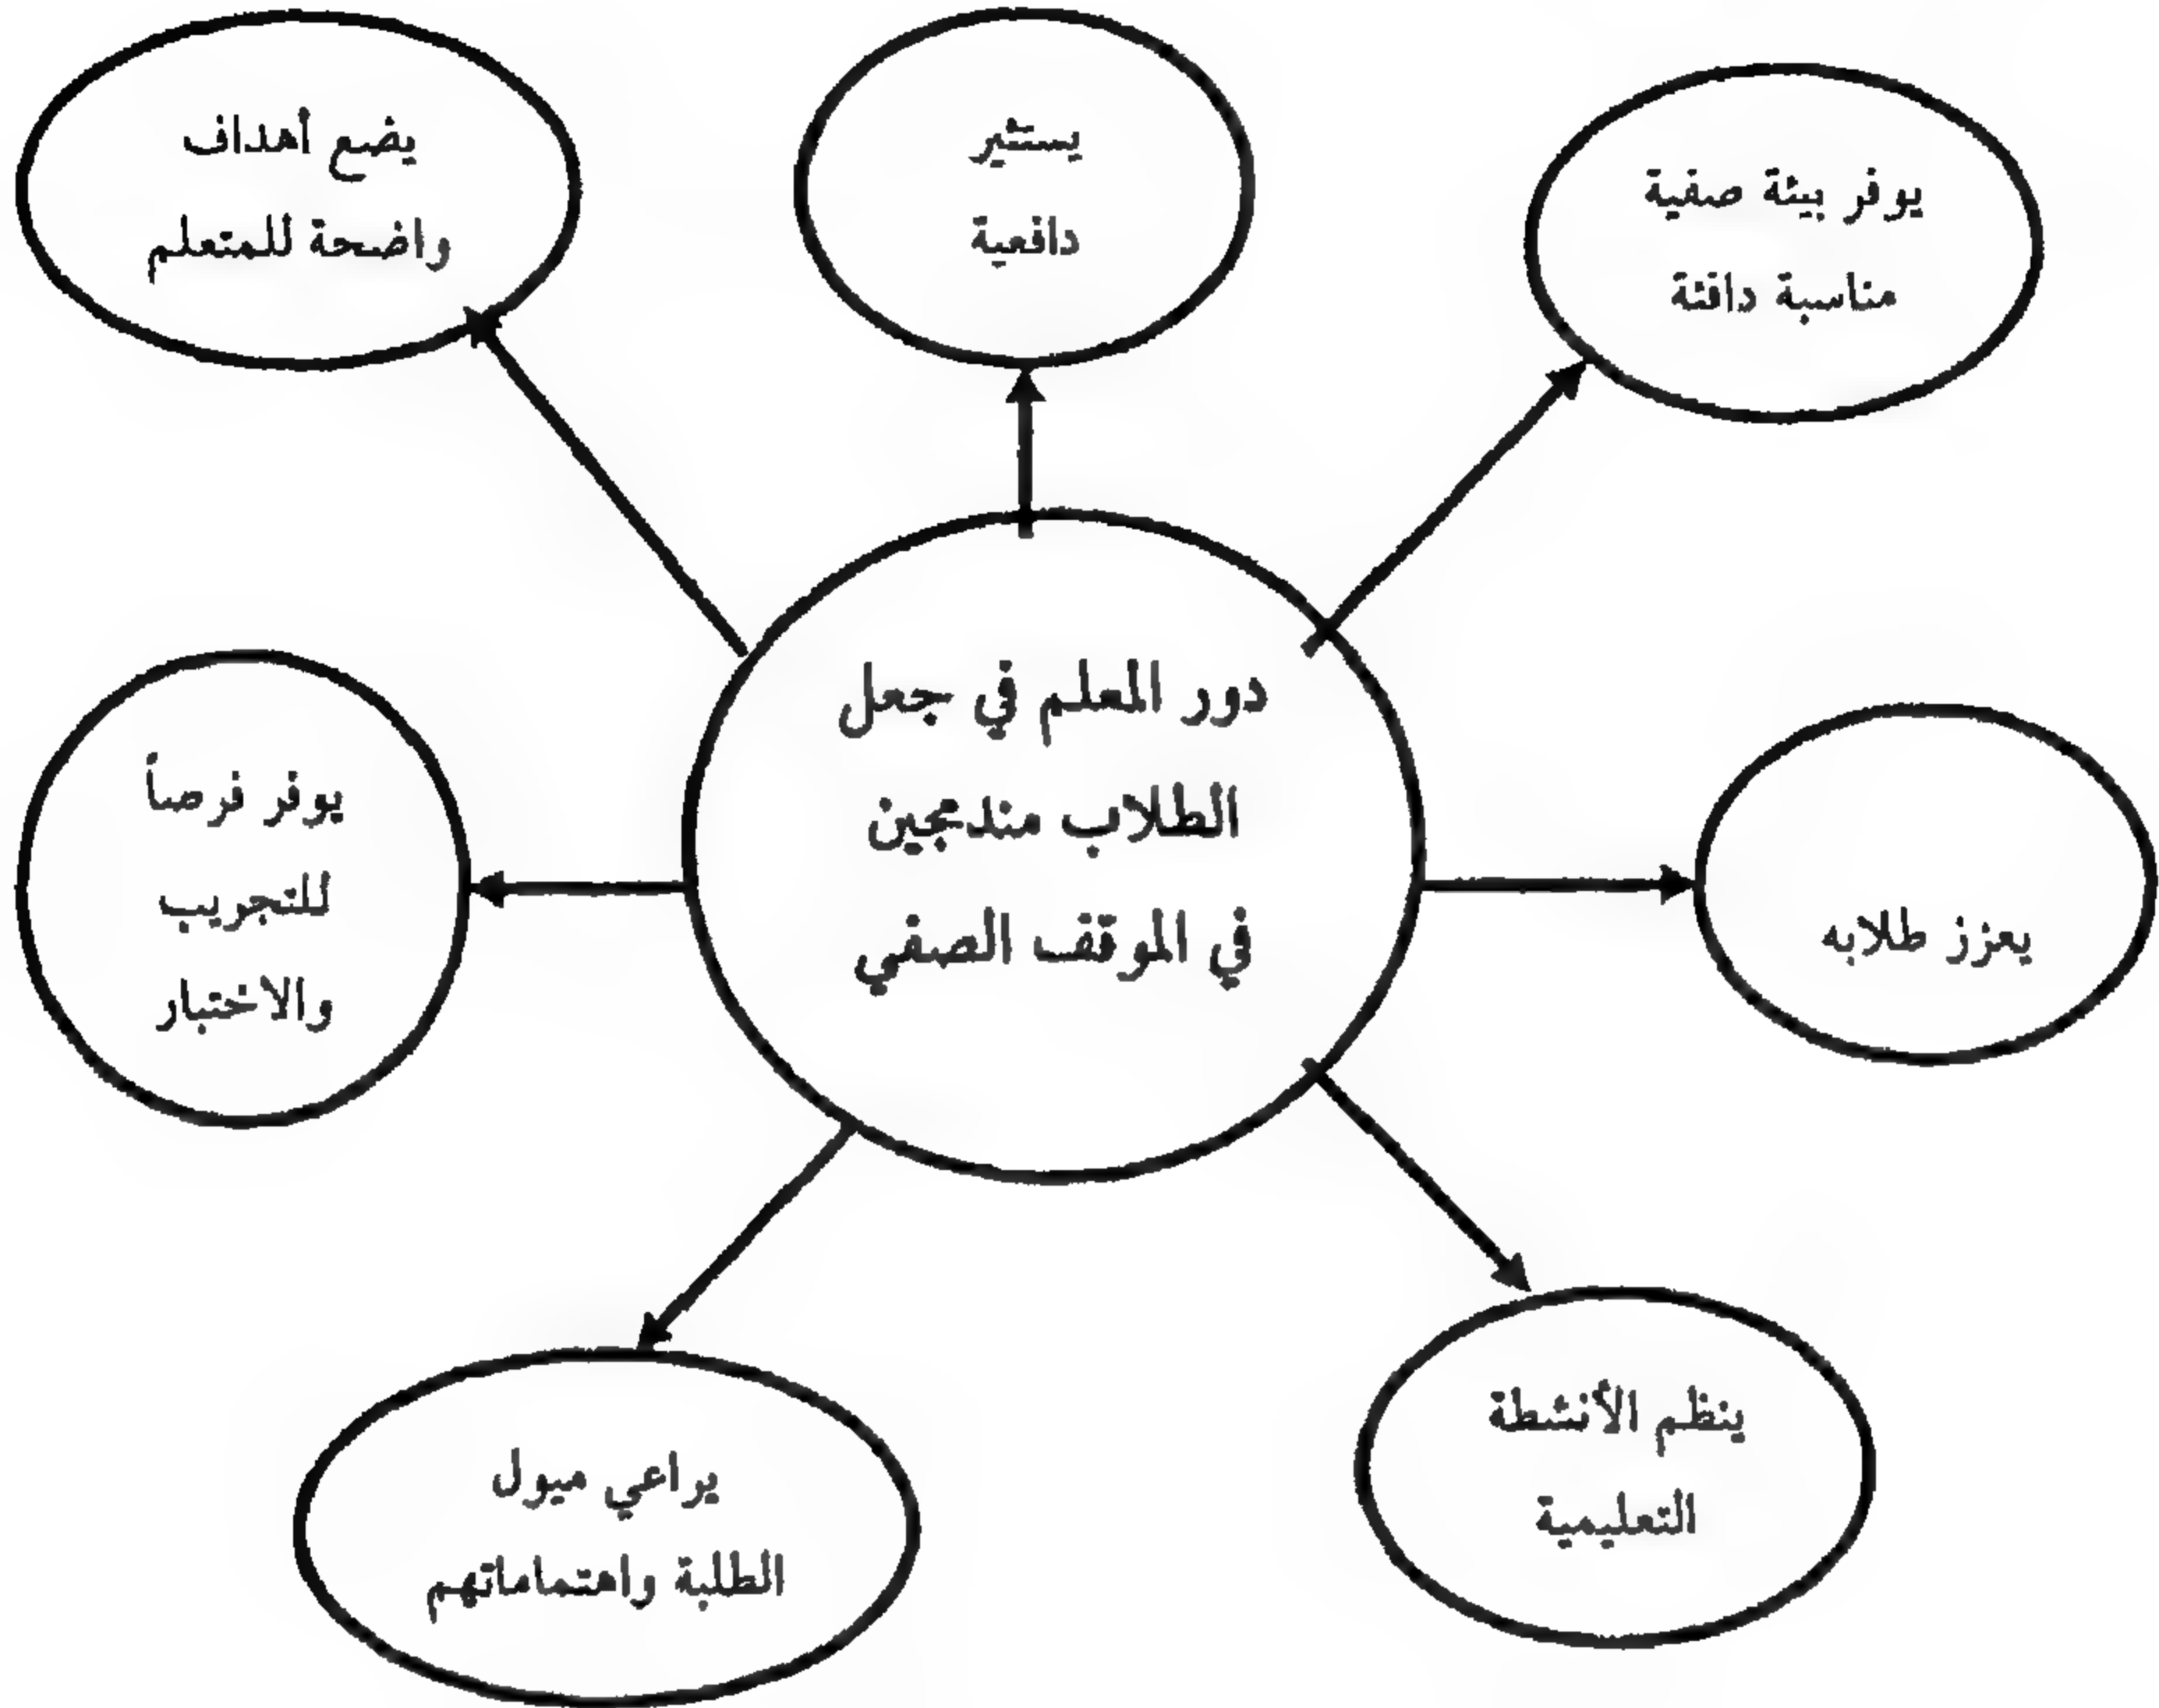 يضع أهداف
واضحة للمتعلم
يستثير
دافعية
يوفر بيئة صفية
مناسبة دافئة
دور المعلم في جعل
الطلاب مندمجين
في الموقف الصفي
يوفر فرصاً
للتجريب
والاختبار
يعزز طلابه
يراعي ميول
الطلبة واهتماماتهم
ينظم الأنشطة
التعليمية